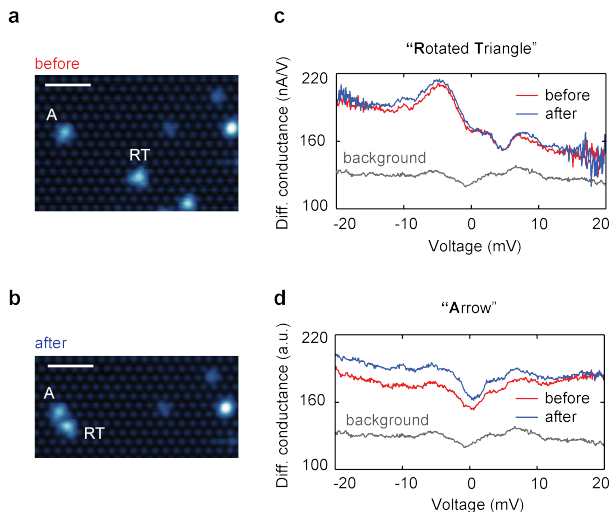 a
before
A
RT
b
after
A
RT
c
“Rotated Triangle”
Diff. conductance (nA/V)
220
160
100
before
after
background
-20
-10
0
10
20
Voltage (mV)
d
“Arrow”
Diff. conductance (a.u.)
220
160
100
before
after
background
-20
-10
0
10
20
Voltage (mV)